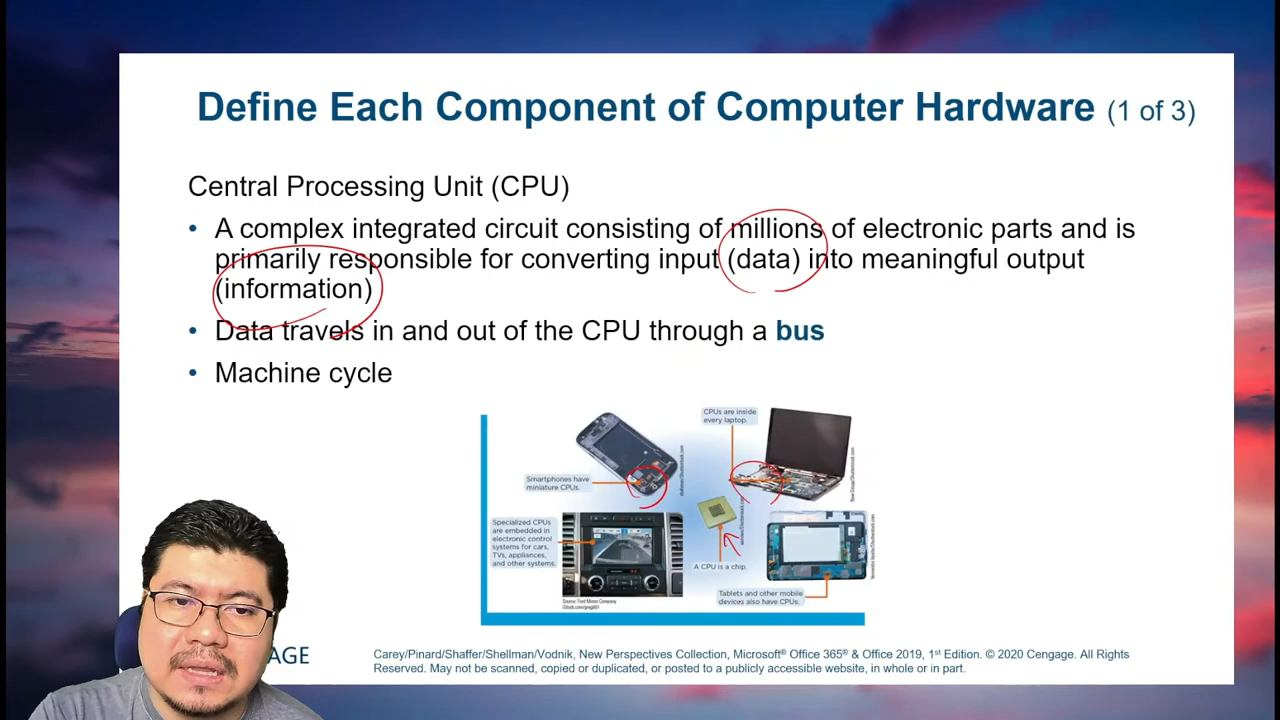 Define Each Component of Computer Hardware (1 of 3)
Central Processing Unit (CPU)
• A complex integrated circuit consisting of millions of electronic parts and is
primarily responsible for converting input (data) into meaningful output
(information)
• Data travels in and out of the CPU through a bus
• Machine cycle
CPUs are inside
every laptop.
Smartphones have
miniature CPUs.
Specialized CPUs
are embedded in
electronic control
systems for cars,
TVs, appliances,
and other systems.
A CPU is a chip.
Tablets and other mobile
devices also have CPUs.
Source: Ford Motor Company
AGE
Carey/Pinard/Shaffer/Shellman/Vodnik, New Perspectives Collection, Microsoft® Office 365® & Office 2019, 1st Edition. © 2020 Cengage. All Rights
Reserved. May not be scanned, copied or duplicated, or posted to a publicly accessible website, in whole or in part.